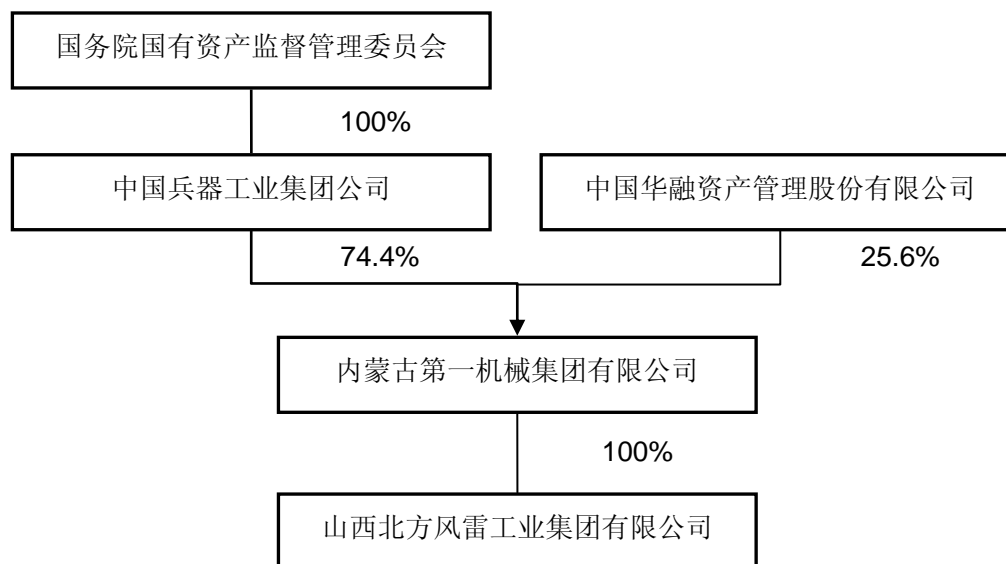 国务院国有资产监督管理委员会
100%
中国兵器工业集团公司
中国华融资产管理股份有限公司
74.4%
25.6%
内蒙古第一机械集团有限公司
100%
山西北方风雷工业集团有限公司